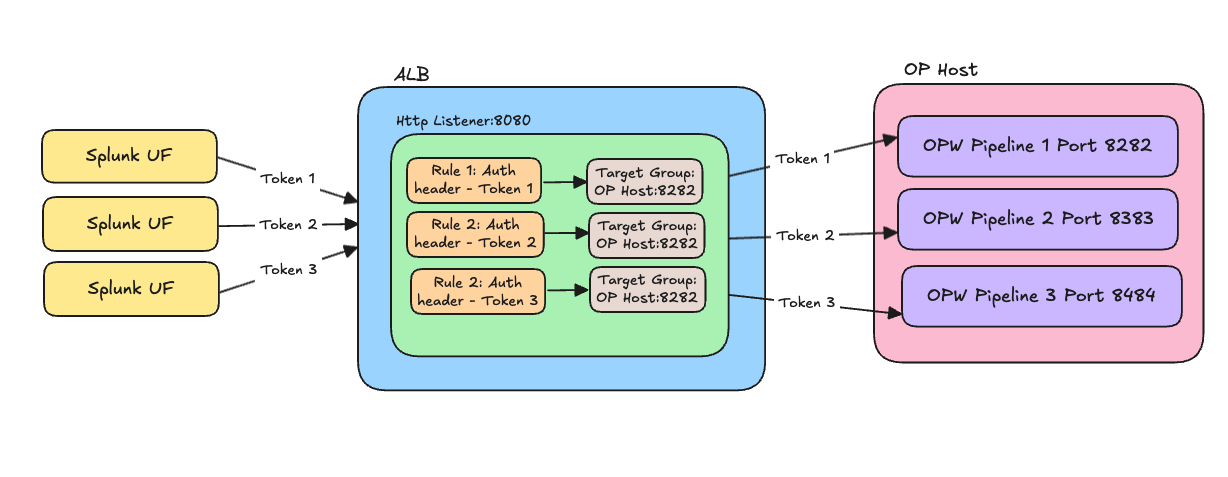 ALB
OP Host
Http Listener:8080
Splunk UF
Token 1
Rule 1: Auth
header - Token 1
Target Group:
OP Host:8282
Token 1
OPW Pipeline 1 Port 8282
Splunk UF
Token 2
Rule 2: Auth
header - Token 2
Target Group:
OP Host:8282
Token 2
OPW Pipeline 2 Port 8383
Splunk UF
Token 3
Rule 2: Auth
header - Token 3
Target Group:
OP Host:8282
Token 3
OPW Pipeline 3 Port 8484